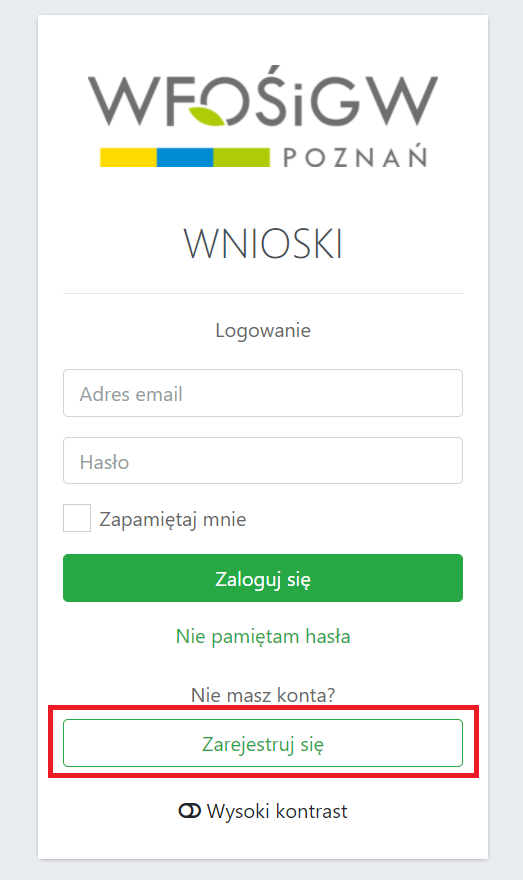 WFOŚiGW
POZNAŃ
WNIOSKI
Logowanie
Adres email
Hasło
Zapamiętaj mnie
Zaloguj się
Nie pamiętam hasła
Nie masz konta?
Zarejestruj się
Wysoki kontrast